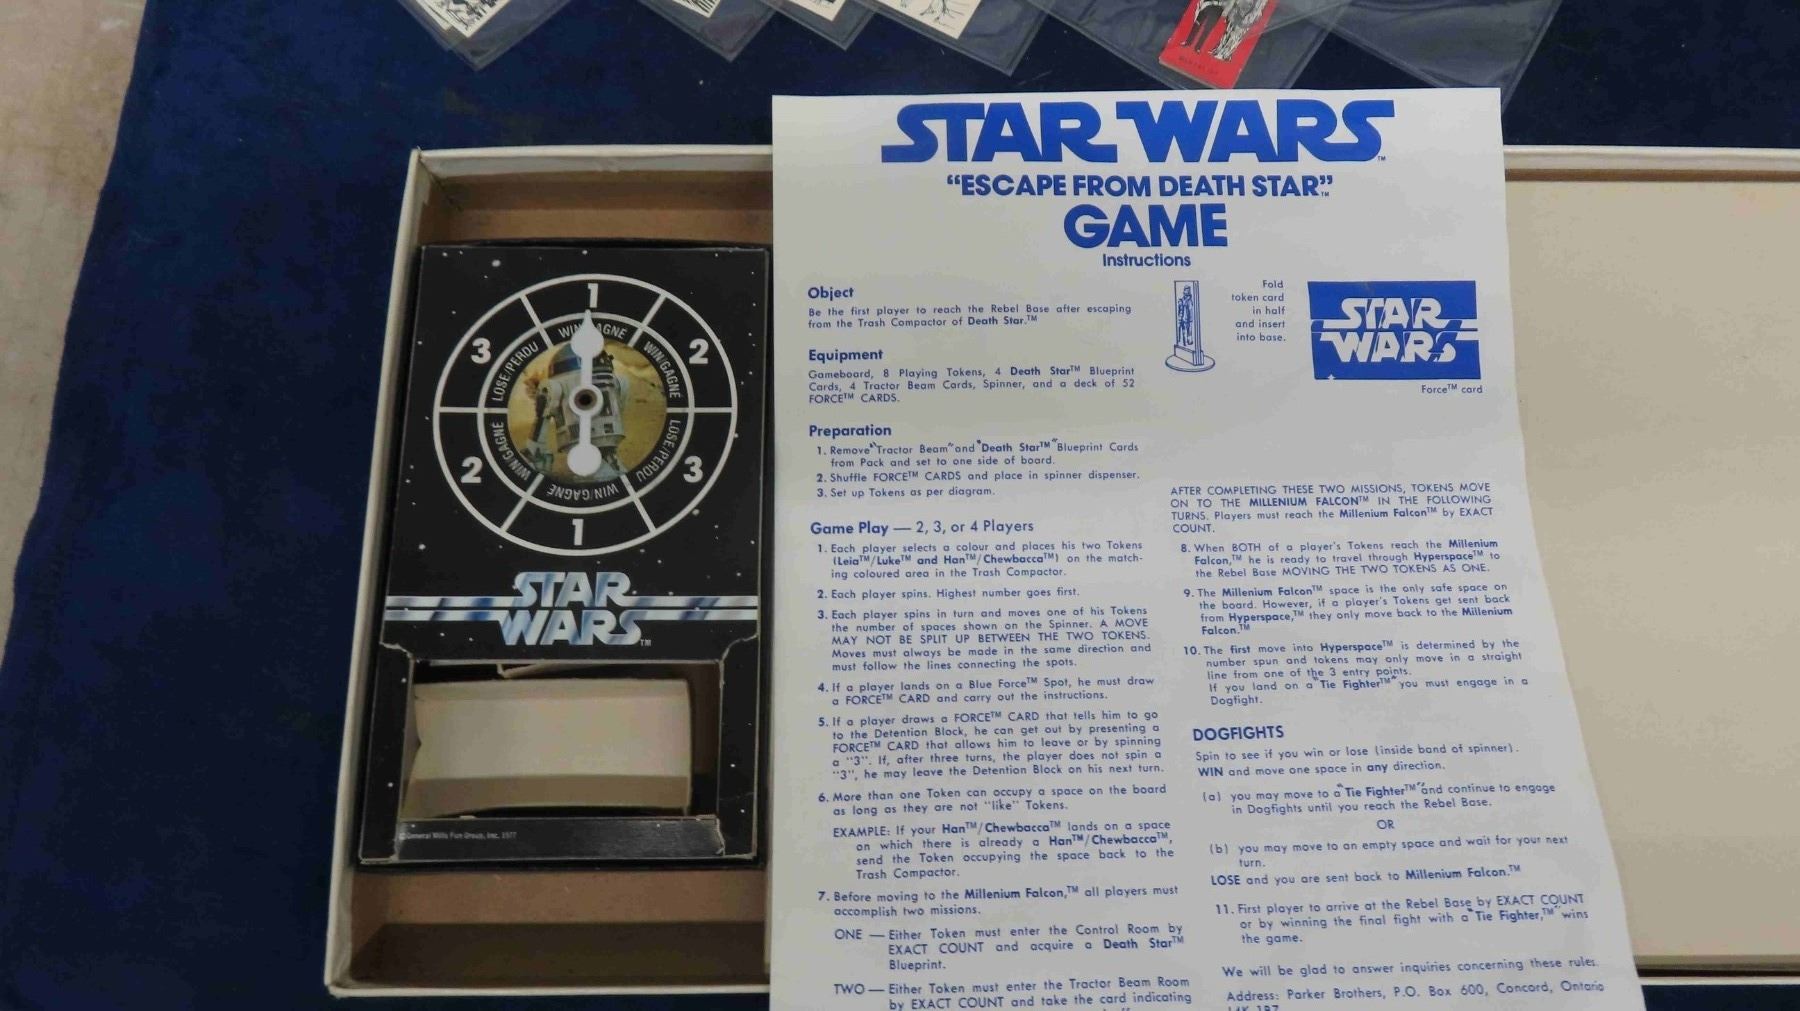 1
2
3
1
2
3
WIN/GAGNE
WIN/GAGNE
LOSE/PERDU
WIN/GAGNE
WIN/GAGNE
LOSE/PERDU
STAR
WARS™
©General Mills Fun Group, Inc. 1977
STAR WARS™
“ESCAPE FROM DEATH STAR”™
GAME
Instructions
Object
Be the first player to reach the Rebel Base after escaping
from the Trash Compactor of Death Star.™
Equipment
Gameboard, 8 Playing Tokens, 4 Death Star™ Blueprint
Cards, 4 Tractor Beam Cards, Spinner, and a deck of 52
FORCE™ CARDS.
Preparation
1. Remove "Tractor Beam" and "Death Star™" Blueprint Cards
from Pack and set to one side of board.
2. Shuffle FORCE™ CARDS and place in spinner dispenser.
3. Set up Tokens as per diagram.
Game Play — 2, 3, or 4 Players
1. Each player selects a colour and places his two Tokens
(Leia™/Luke™ and Han™/Chewbacca™) on the match-
ing coloured area in the Trash Compactor.
2. Each player spins. Highest number goes first.
3. Each player spins in turn and moves one of his Tokens
the number of spaces shown on the Spinner. A MOVE
MAY NOT BE SPLIT UP BETWEEN THE TWO TOKENS.
Moves must always be made in the same direction and
must follow the lines connecting the spots.
4. If a player lands on a Blue Force™ Spot, he must draw
a FORCE™ CARD and carry out the instructions.
5. If a player draws a FORCE™ CARD that tells him to go
to the Detention Block, he can get out by presenting a
FORCE™ CARD that allows him to leave or by spinning
a "3". If, after three turns, the player does not spin a
"3", he may leave the Detention Block on his next turn.
6. More than one Token can occupy a space on the board
as long as they are not "like" Tokens.
EXAMPLE: If your Han™/Chewbacca™ lands on a space
on which there is already a Han™/Chewbacca™,
send the Token occupying the space back to the
Trash Compactor.
7. Before moving to the Millenium Falcon,™ all players must
accomplish two missions.
ONE — Either Token must enter the Control Room by
EXACT COUNT and acquire a Death Star™
Blueprint.
TWO — Either Token must enter the Tractor Beam Room
by EXACT COUNT and take the card indicating
Fold
token card
in half
and insert
into base.
STAR
WARS
Force™ card
AFTER COMPLETING THESE TWO MISSIONS, TOKENS MOVE
ON TO THE MILLENIUM FALCON™ IN THE FOLLOWING
TURNS. Players must reach the Millenium Falcon™ by EXACT
COUNT.
8. When BOTH of a player's Tokens reach the Millenium
Falcon,™ he is ready to travel through Hyperspace™ to
the Rebel Base MOVING THE TWO TOKENS AS ONE.
9. The Millenium Falcon™ space is the only safe space on
the board. However, if a player's Tokens get sent back
from Hyperspace,™ they only move back to the Millenium
Falcon.™
10. The first move into Hyperspace™ is determined by the
number spun and tokens may only move in a straight
line from one of the 3 entry points.
If you land on a "Tie Fighter™" you must engage in a
Dogfight.
DOGFIGHTS
Spin to see if you win or lose (inside band of spinner).
WIN and move one space in any direction.
(a) you may move to a "Tie Fighter™" and continue to engage
in Dogfights until you reach the Rebel Base.
OR
(b) you may move to an empty space and wait for your next
turn.
LOSE and you are sent back to Millenium Falcon.™
11. First player to arrive at the Rebel Base by EXACT COUNT
or by winning the final fight with a "Tie Fighter,™" wins
the game.
We will be glad to answer inquiries concerning these rules.
Address: Parker Brothers, P.O. Box 600, Concord, Ontario